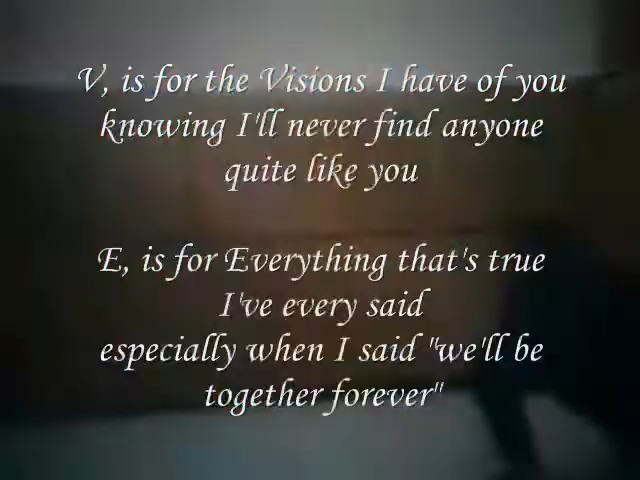 V, is for the Visions I have of you
knowing I'll never find anyone
quite like you
E, is for Everything that's true
I've every said
especially when I said "we'll be
together forever"